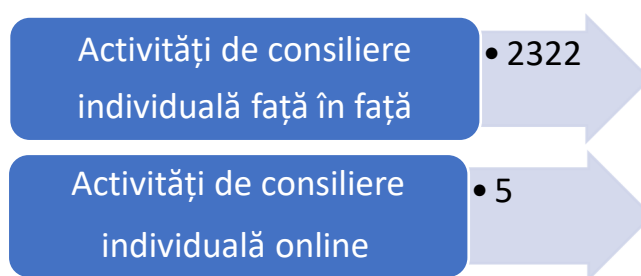 Activități de consiliere
individuală față în față
• 2322
Activități de consiliere
individuală online
• 5